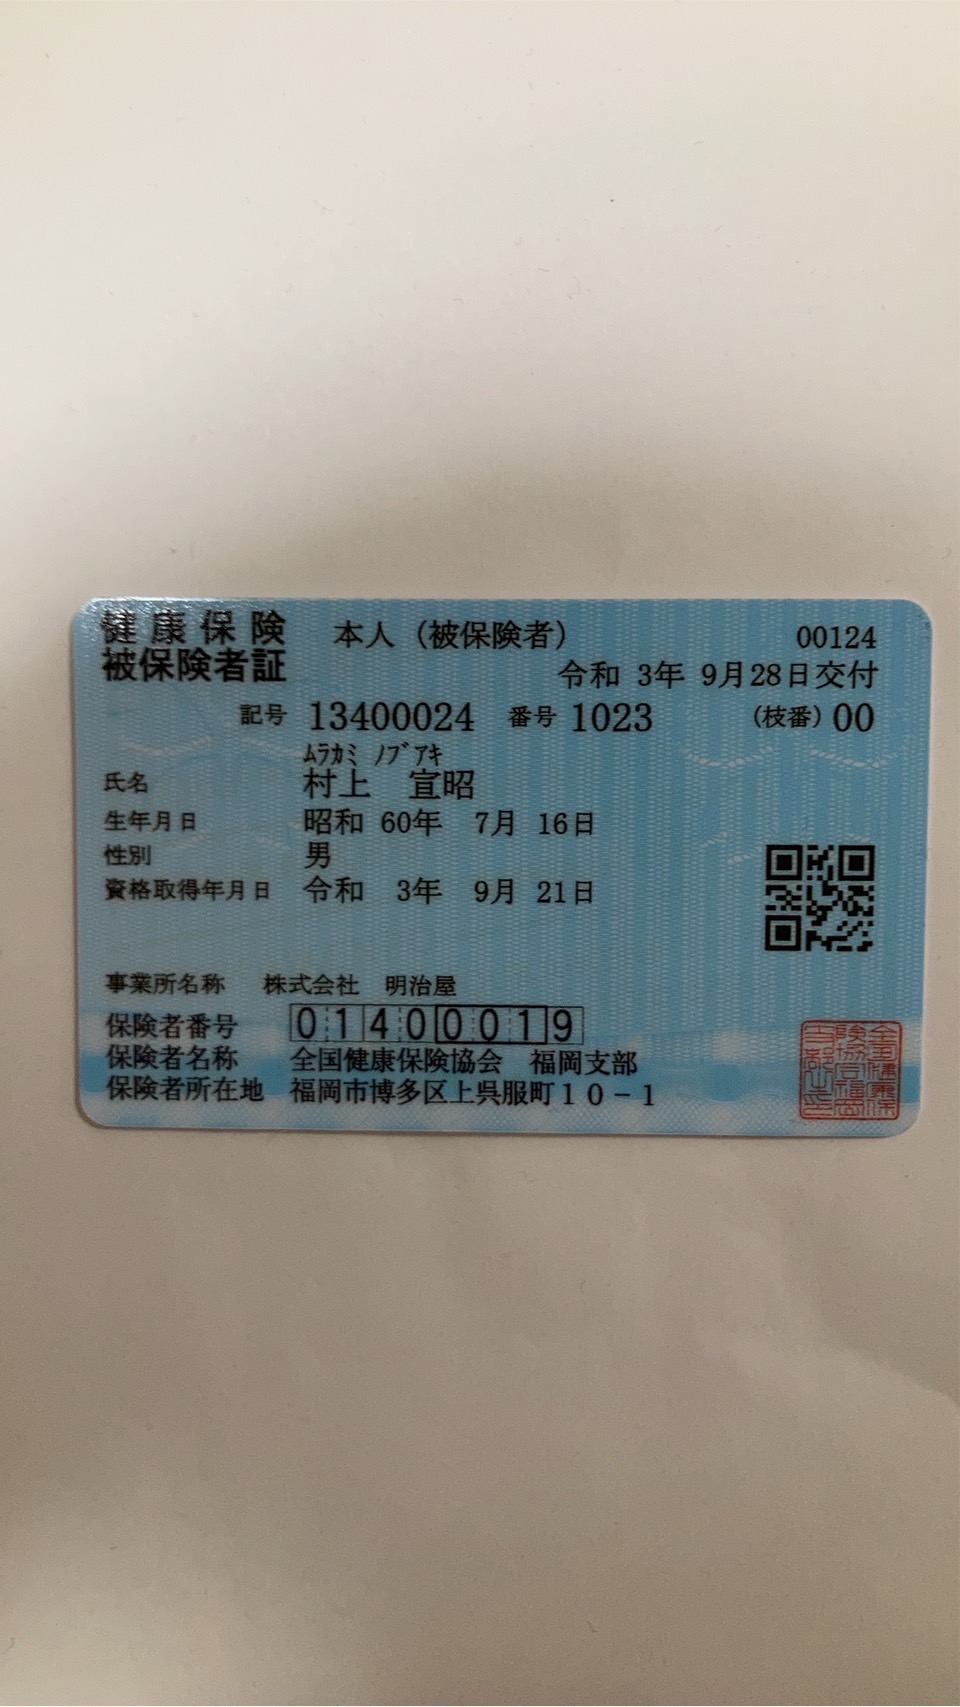 健康保険 本人（被保険者） 00124
被保険者証 令和 3年 9月28日交付
記号 13400024 番号 1023 (枝番) 00
ﾑﾗｶﾐ ﾉﾌﾞｱｷ
氏名 村上 宣昭
生年月日 昭和 60年 7月 16日
性別 男
資格取得年月日 令和 3年 9月 21日
事業所名称 株式会社 明治屋
保険者番号 01400019
保険者名称 全国健康保険協会 福岡支部
保険者所在地 福岡市博多区上呉服町１０－１